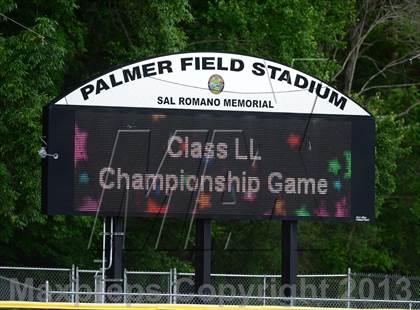 PALMER FIELD STADIUM
SAL ROMANO MEMORIAL
Class LL
Championship Game
MaxPreps Copyright 2013